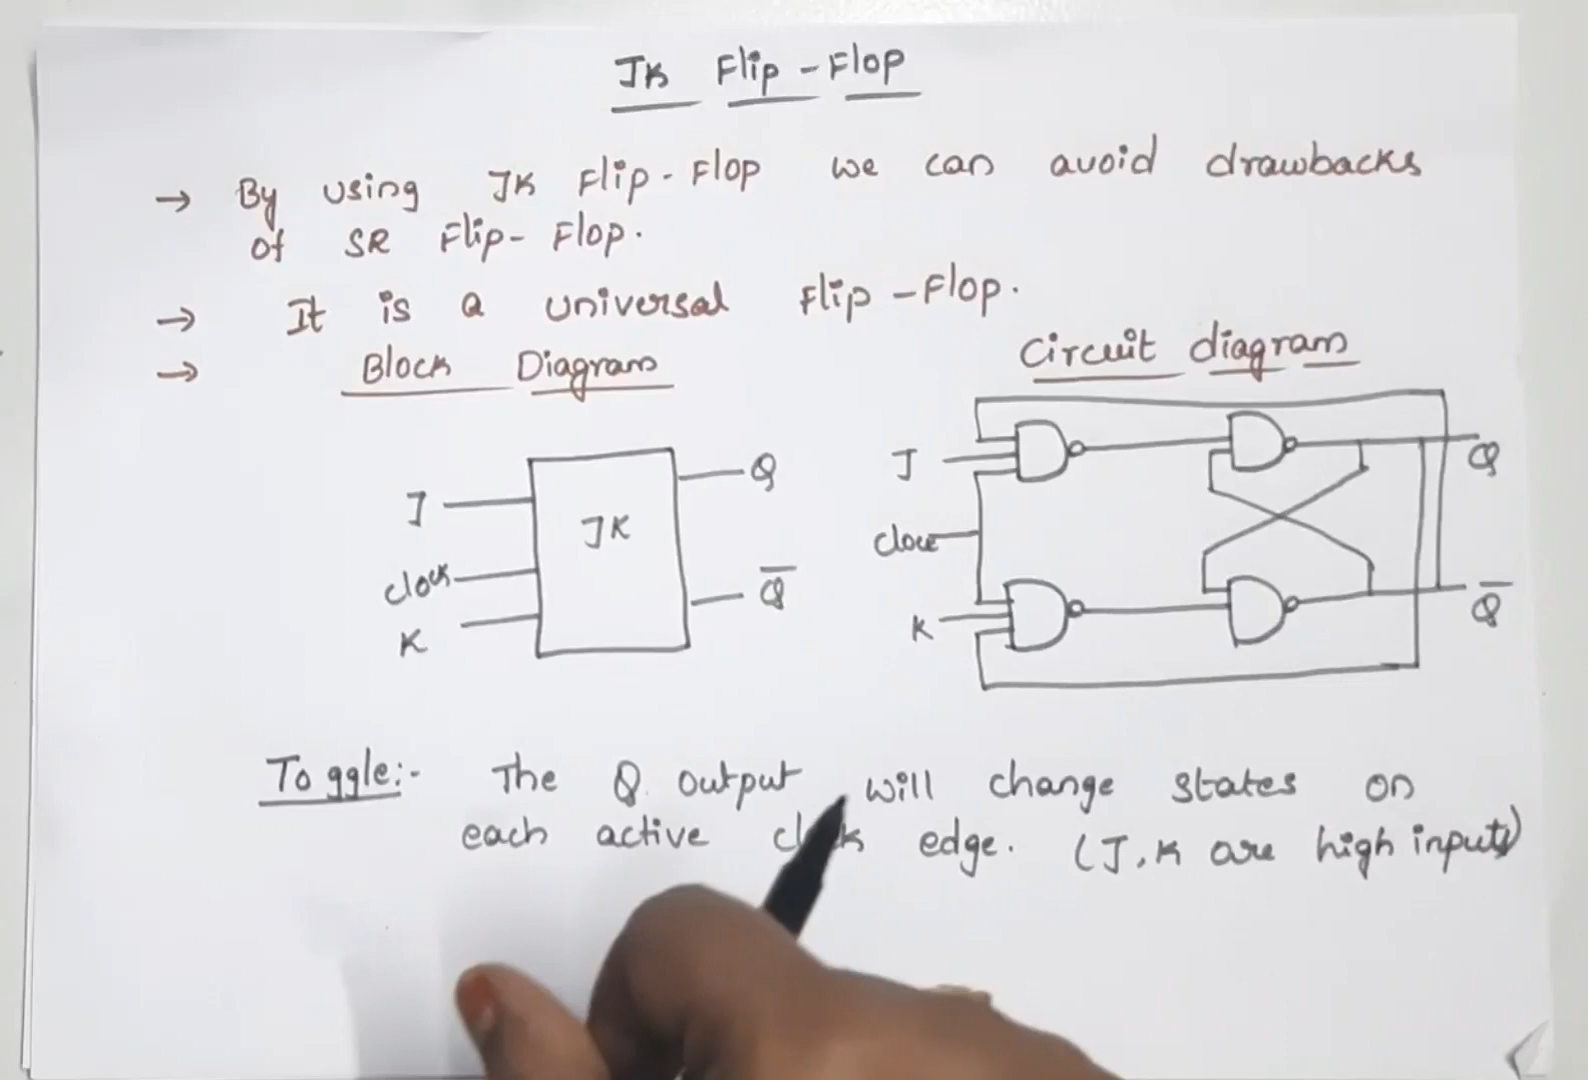 JK Flip-Flop
→ By using JK Flip-Flop we can avoid drawbacks
of SR Flip-Flop.
→ It is a universal Flip-Flop.
→ Block Diagram
Circuit diagram
J
clock
K
JK
Q
Q̅
J
K
Q
Q̅
Toggle:- The Q output will change states on
each active edge. (J, K are high inputs)